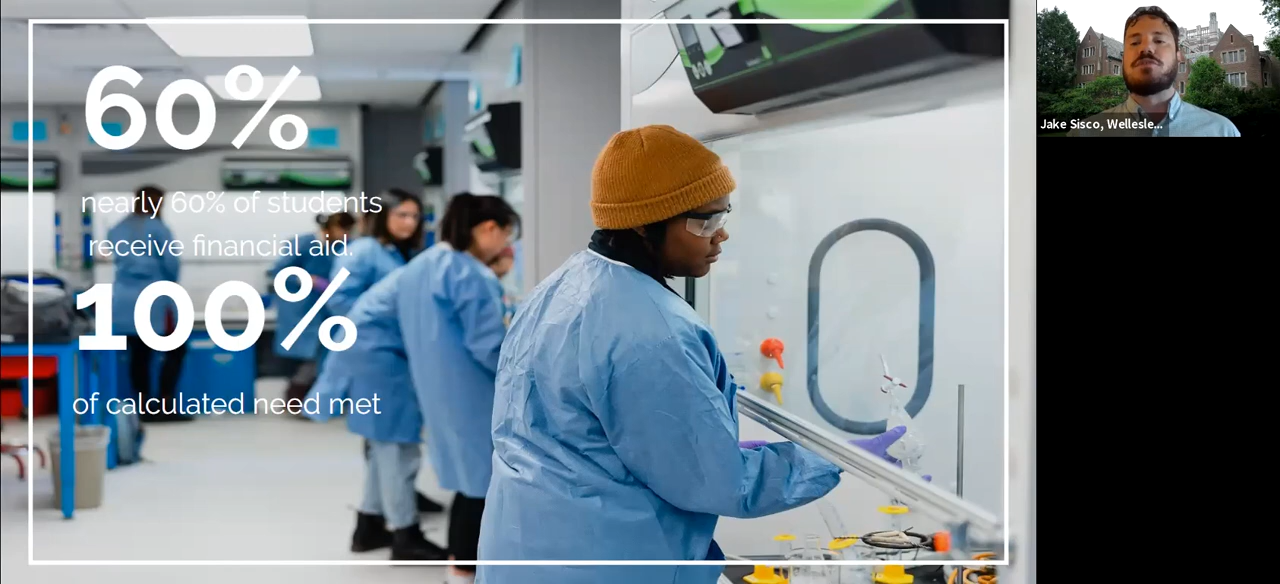 60%
nearly 60% of students
receive financial aid.
100%
of calculated need met
Jake Sisco, Wellesle...